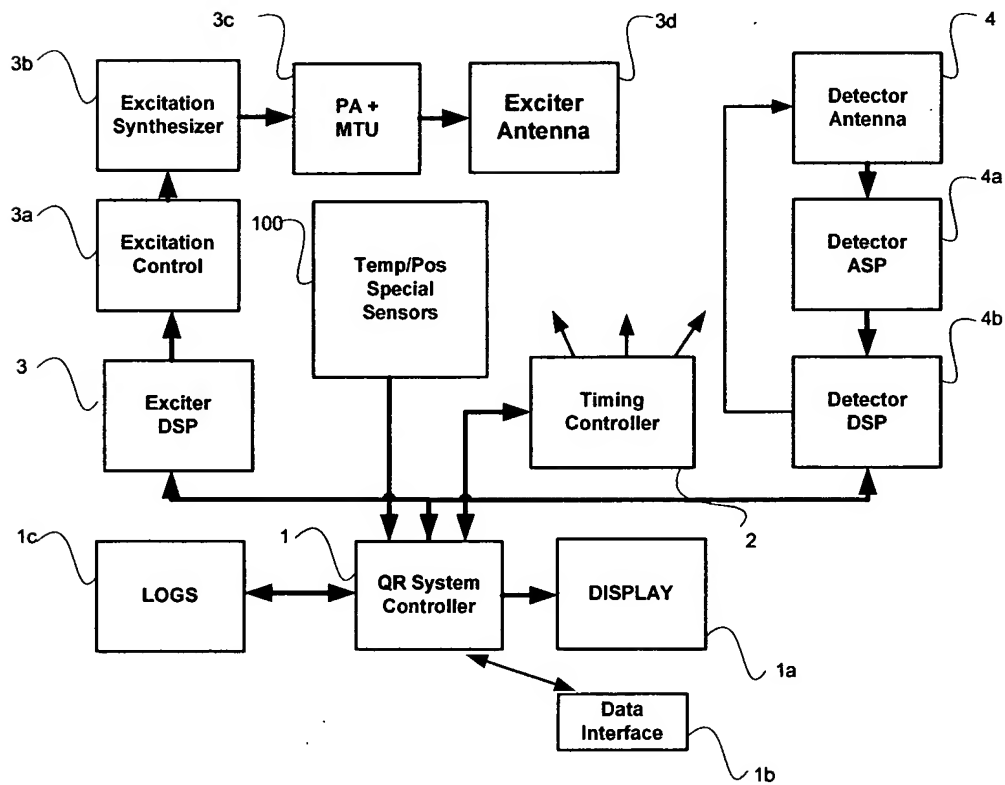 3c
3d
4
3b
Excitation
Synthesizer
PA +
MTU
Exciter
Antenna
Detector
Antenna
4a
3a
100
Excitation
Control
Temp/Pos
Special
Sensors
Detector
ASP
4b
3
Exciter
DSP
Timing
Controller
Detector
DSP
2
1c
1
LOGS
QR System
Controller
DISPLAY
1a
Data
Interface
1b